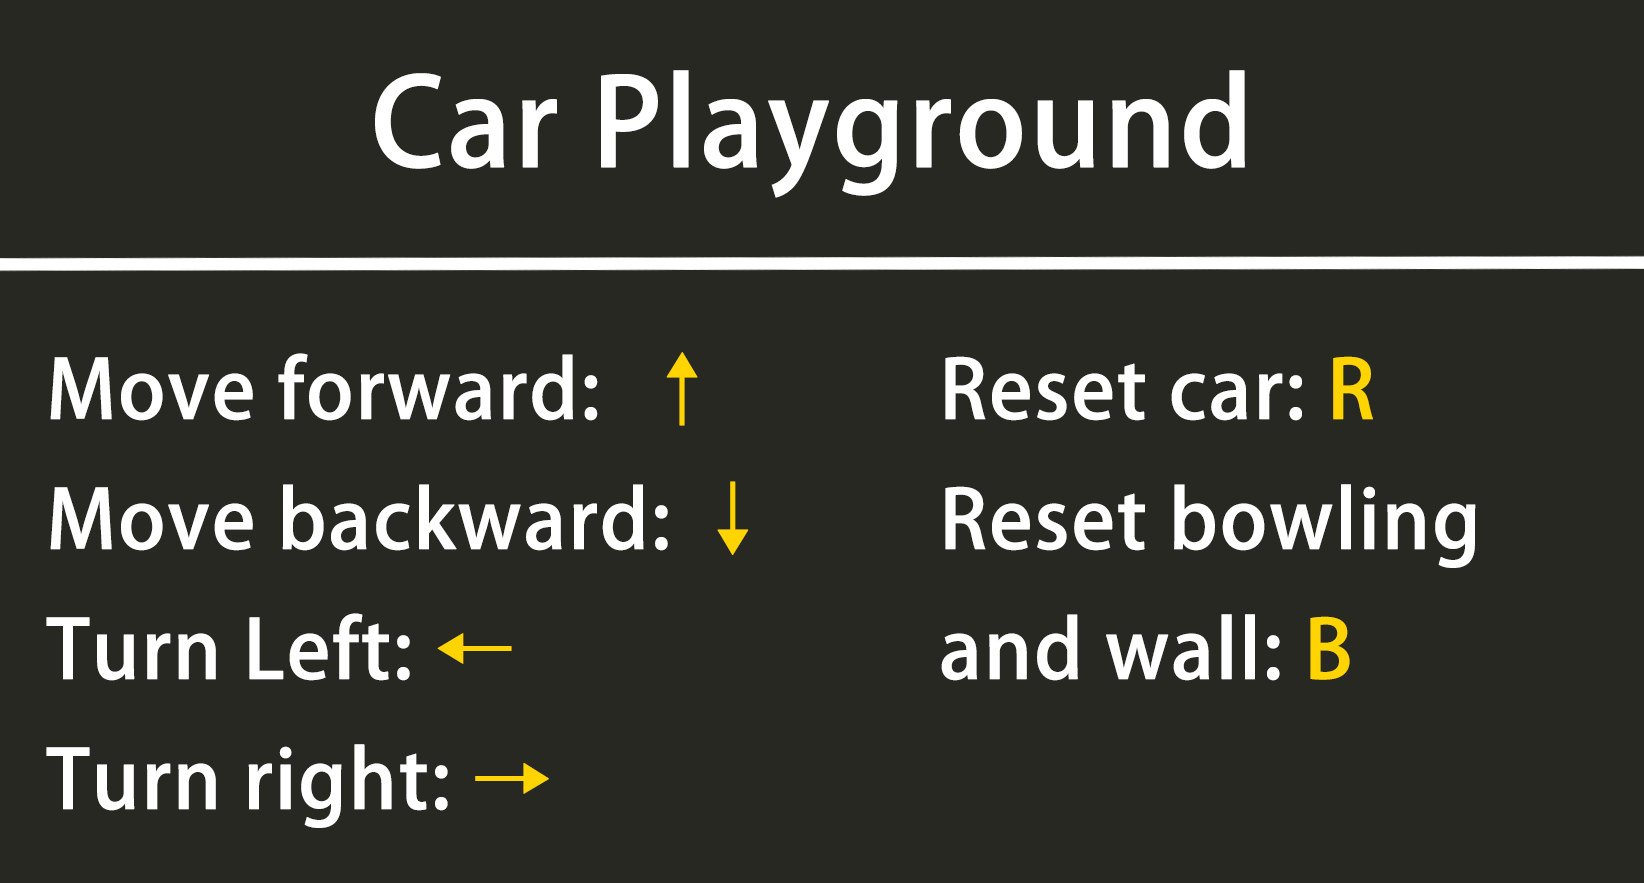 Car Playground
Move forward: ↑
Move backward: ↓
Turn Left: ←
Turn right: →
Reset car: R
Reset bowling
and wall: B